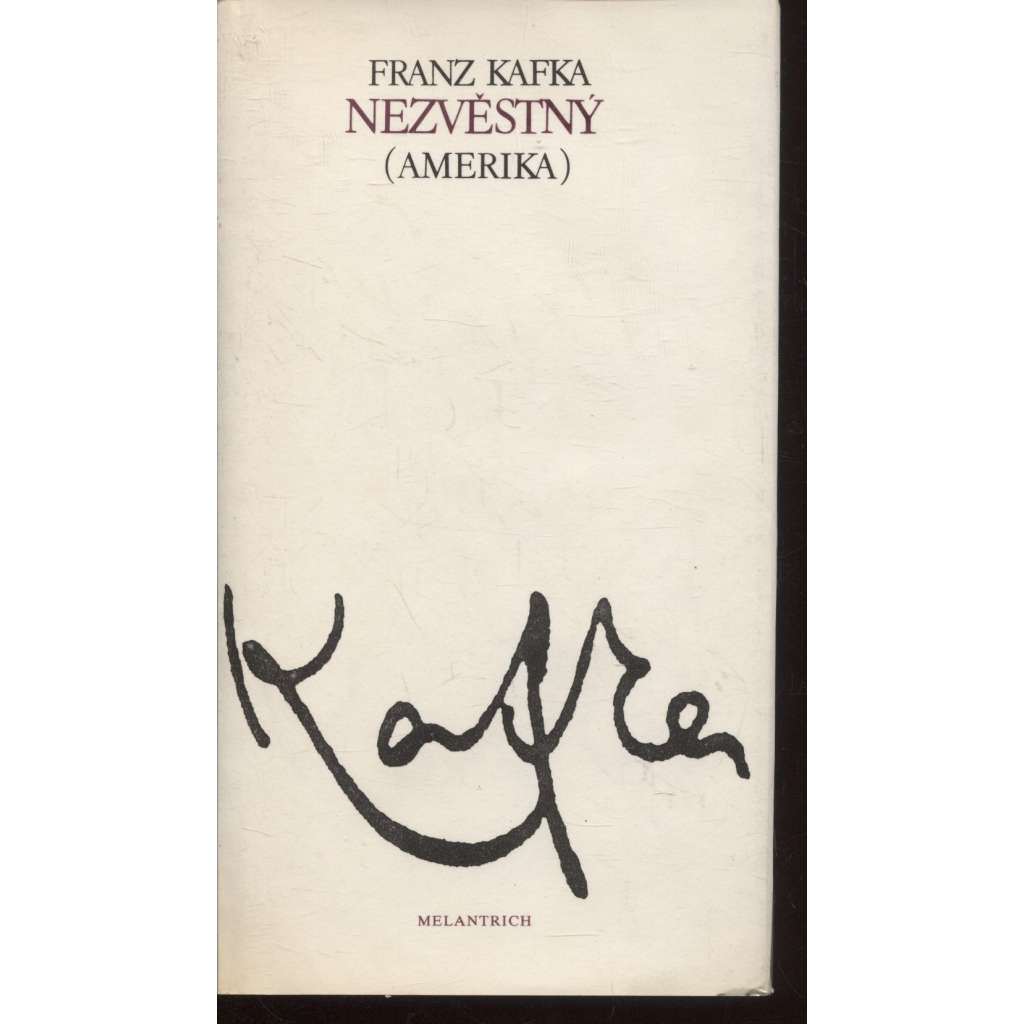 FRANZ KAFKA
NEZVĚSTNÝ
(AMERIKA)
Kafka
MELANTRICH